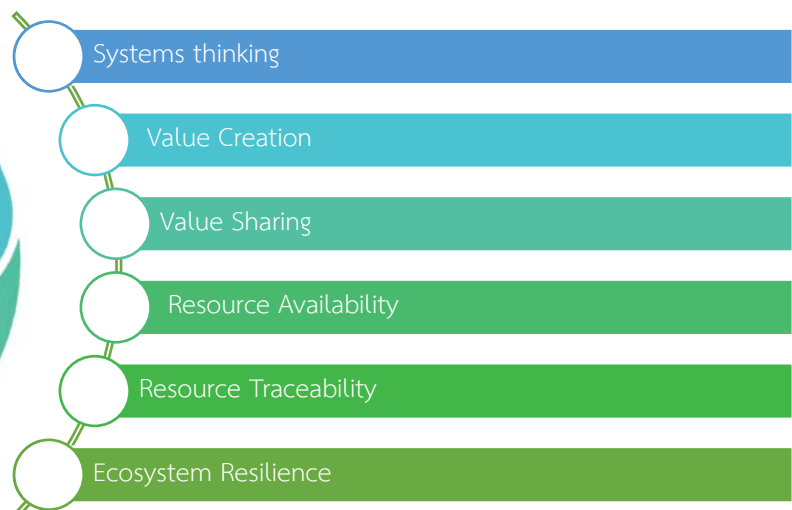 Systems thinking
Value Creation
Value Sharing
Resource Availability
Resource Traceability
Ecosystem Resilience